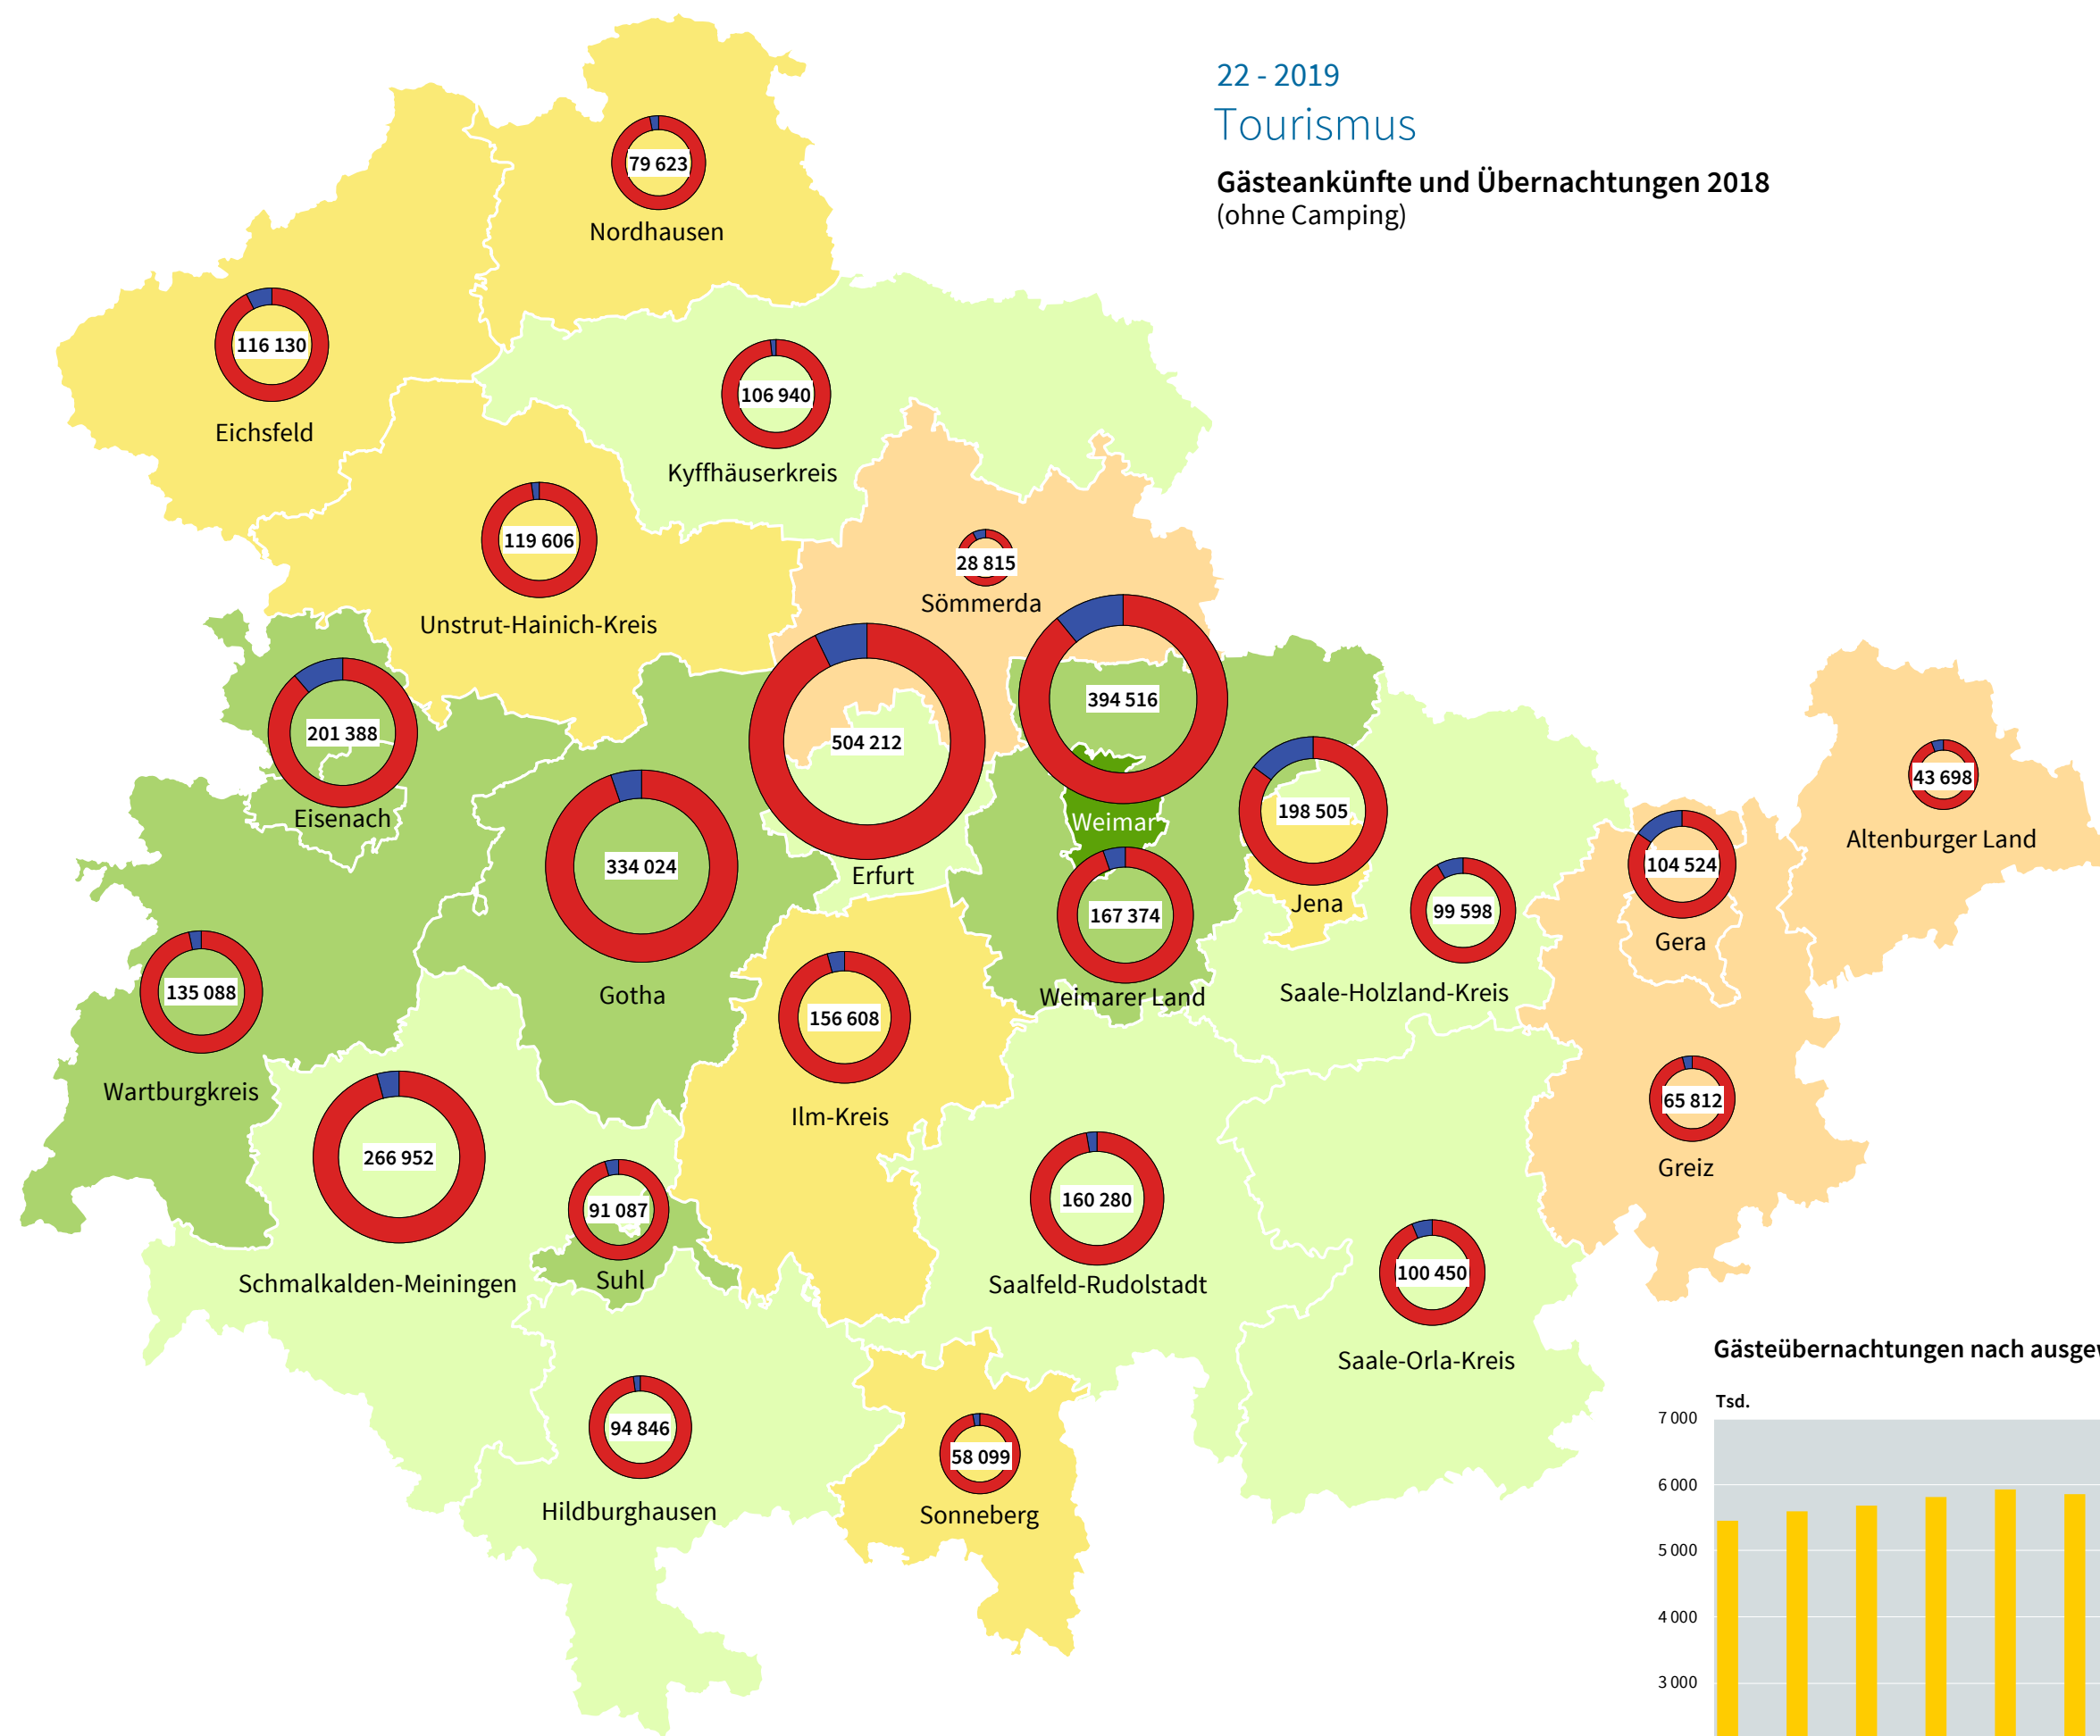 22 - 2019
Tourismus
Gästeankünfte und Übernachtungen 2018
(ohne Camping)
79 623
Nordhausen
116 130
Eichsfeld
106 940
Kyffhäuserkreis
119 606
Unstrut-Hainich-Kreis
28 815
Sömmerda
394 516
Weimar
504 212
Erfurt
201 388
Eisenach
334 024
Gotha
198 505
Jena
167 374
Weimarer Land
99 598
Saale-Holzland-Kreis
104 524
Gera
43 698
Altenburger Land
135 088
Wartburgkreis
156 608
Ilm-Kreis
65 812
Greiz
266 952
Schmalkalden-Meiningen
91 087
Suhl
160 280
Saalfeld-Rudolstadt
100 450
Saale-Orla-Kreis
94 846
Hildburghausen
58 099
Sonneberg
Gästeübernachtungen nach ausgew
Tsd.
7 000
6 000
5 000
4 000
3 000